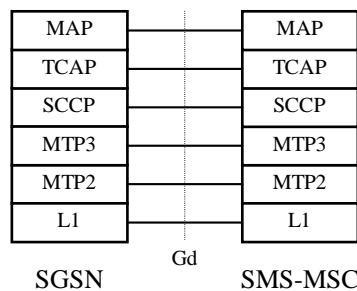 MAP MAP
TCAP TCAP
SCCP SCCP
MTP3 MTP3
MTP2 MTP2
L1 L1
Gd
SGSN SMS-MSC